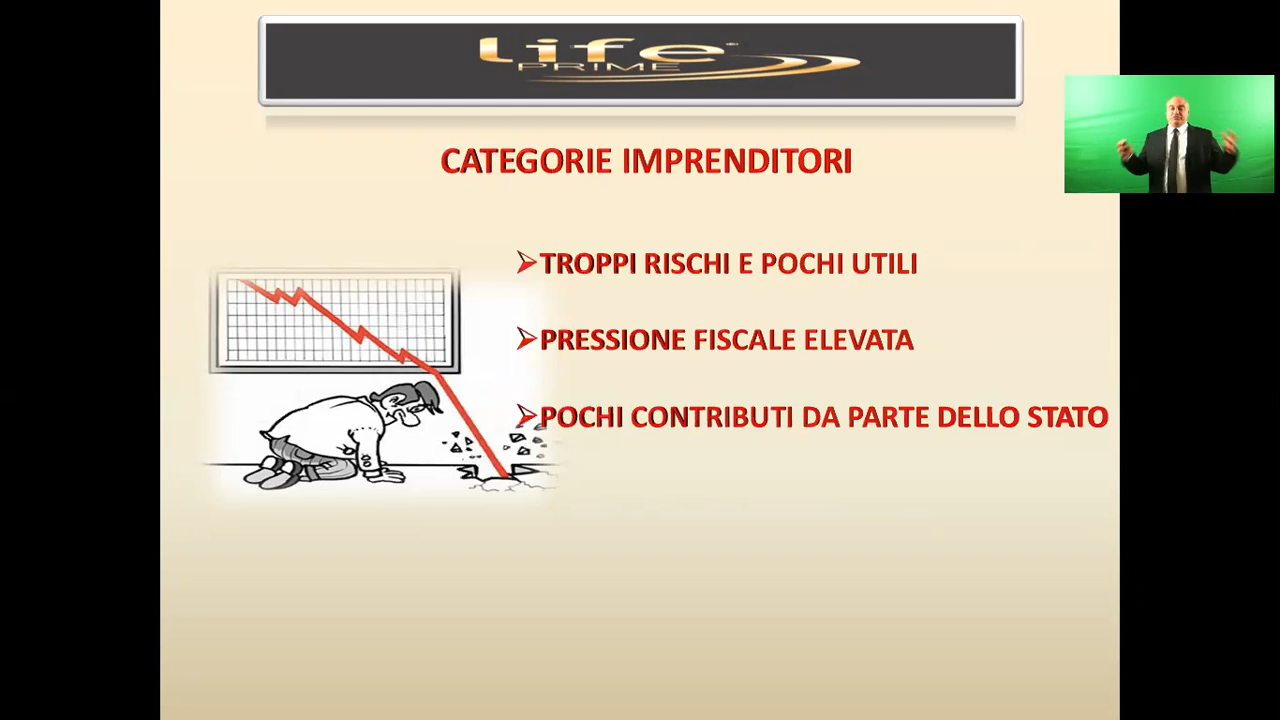 Life
PRIME
CATEGORIE IMPRENDITORI
TROPPI RISCHI E POCHI UTILI
PRESSIONE FISCALE ELEVATA
POCHI CONTRIBUTI DA PARTE DELLO STATO